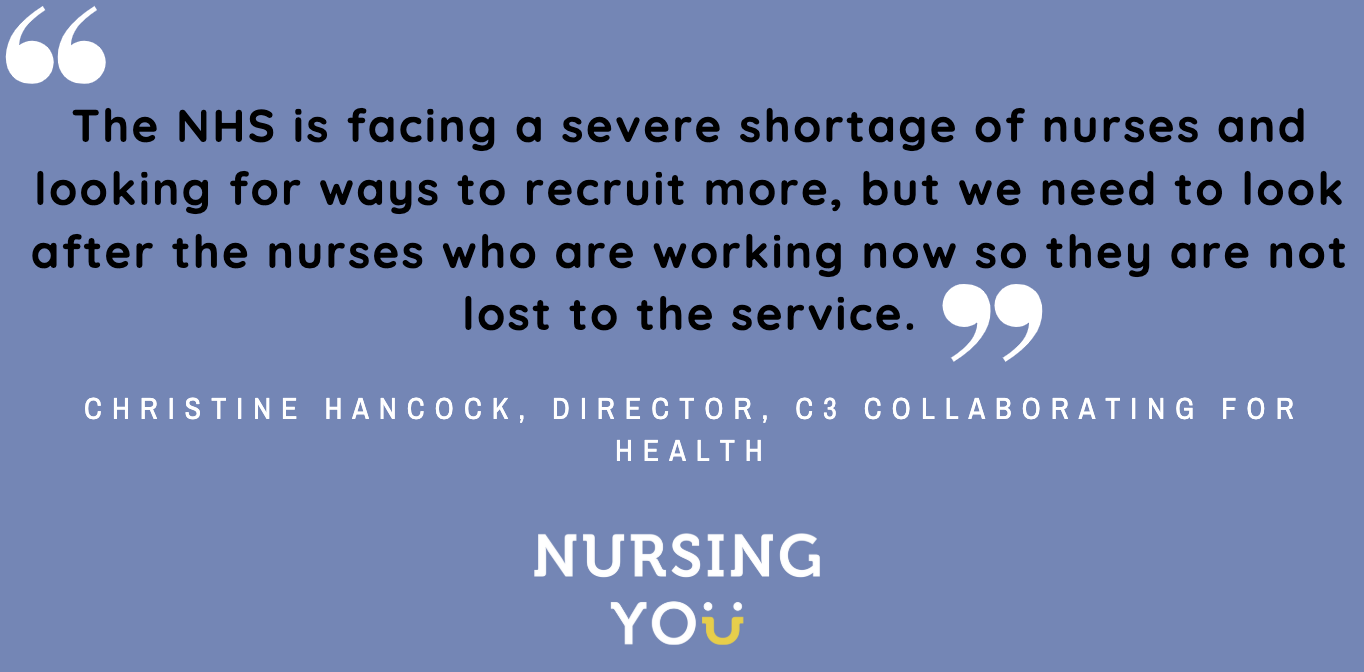 “
The NHS is facing a severe shortage of nurses and
looking for ways to recruit more, but we need to look
after the nurses who are working now so they are not
lost to the service. ”
CHRISTINE HANCOCK, DIRECTOR, C3 COLLABORATING FOR
HEALTH
NURSING
YOU